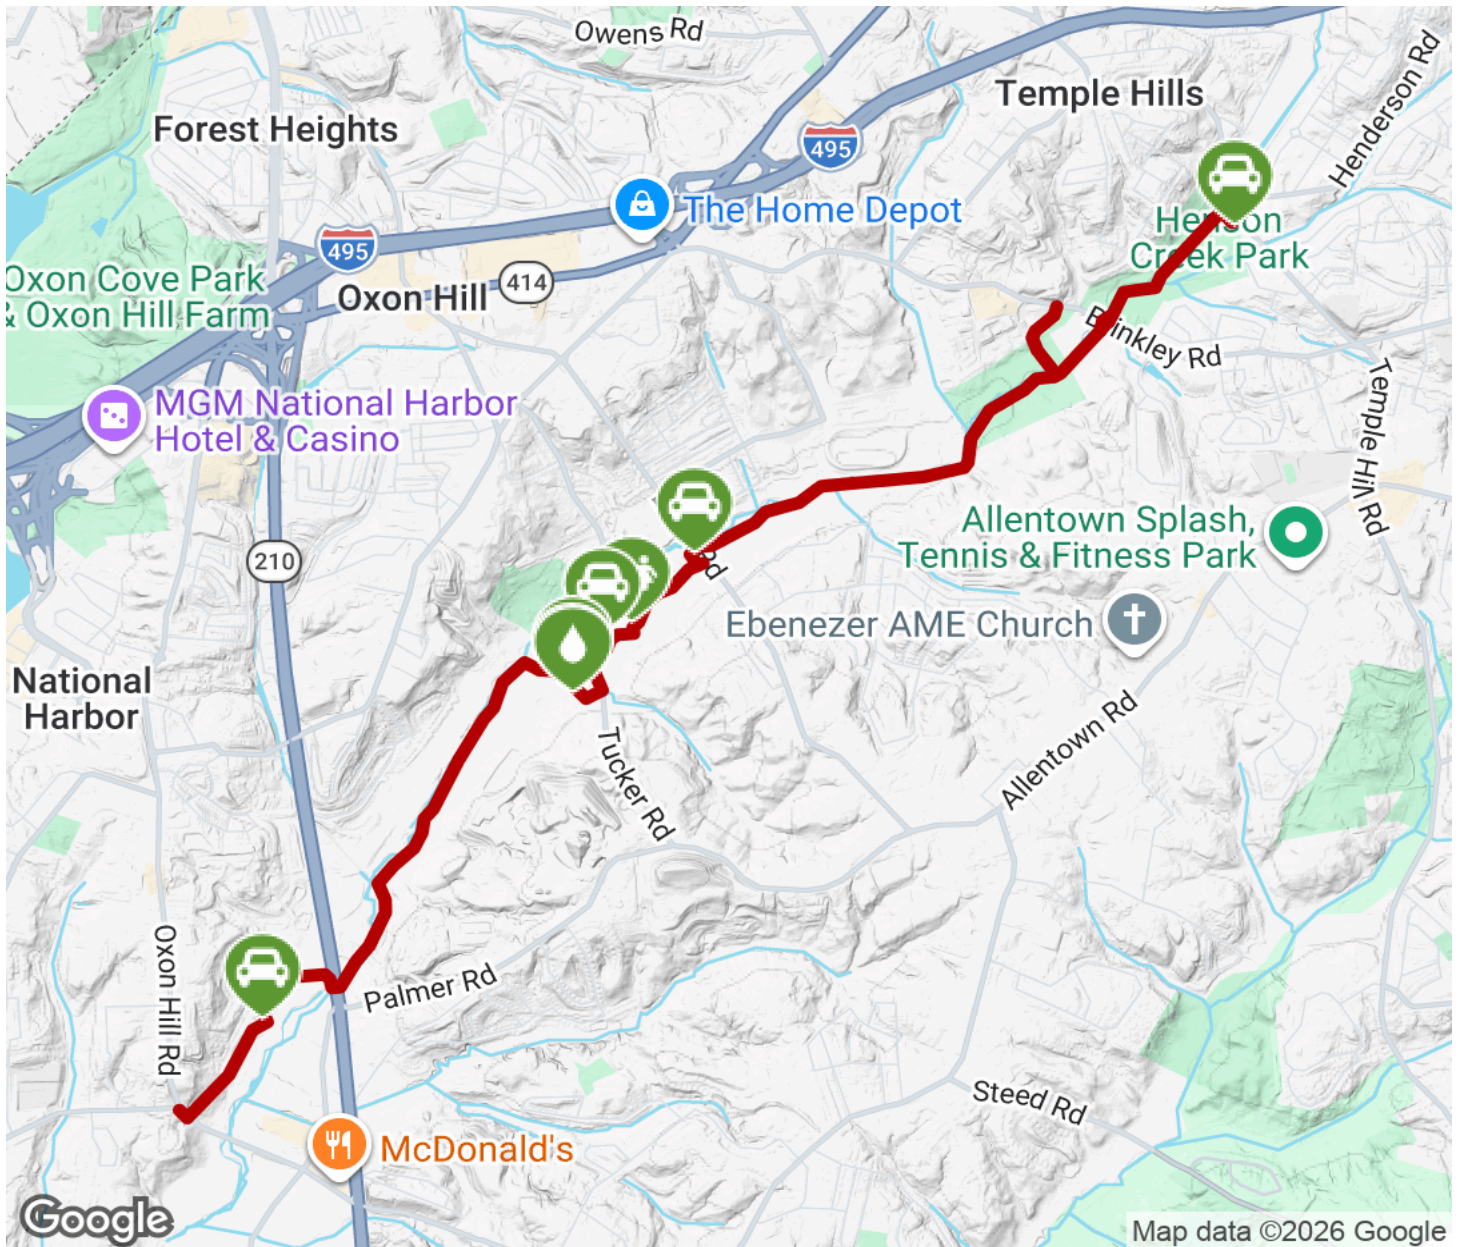 Owens Rd
Temple Hills
Henderson Rd
Forest Heights
495
The Home Depot
495
Henson
Creek Park
Oxon Cove Park
& Oxon Hill Farm
414
Oxon Hill
Brinkley Rd
MGM National Harbor
Hotel & Casino
Temple Hill Rd
Allentown Splash,
Tennis & Fitness Park
210
Rd
Ebenezer AME Church
National
Harbor
Allentown Rd
Tucker Rd
Oxon Hill Rd
Palmer Rd
Steed Rd
McDonald's
Google
Map data ©2026 Google